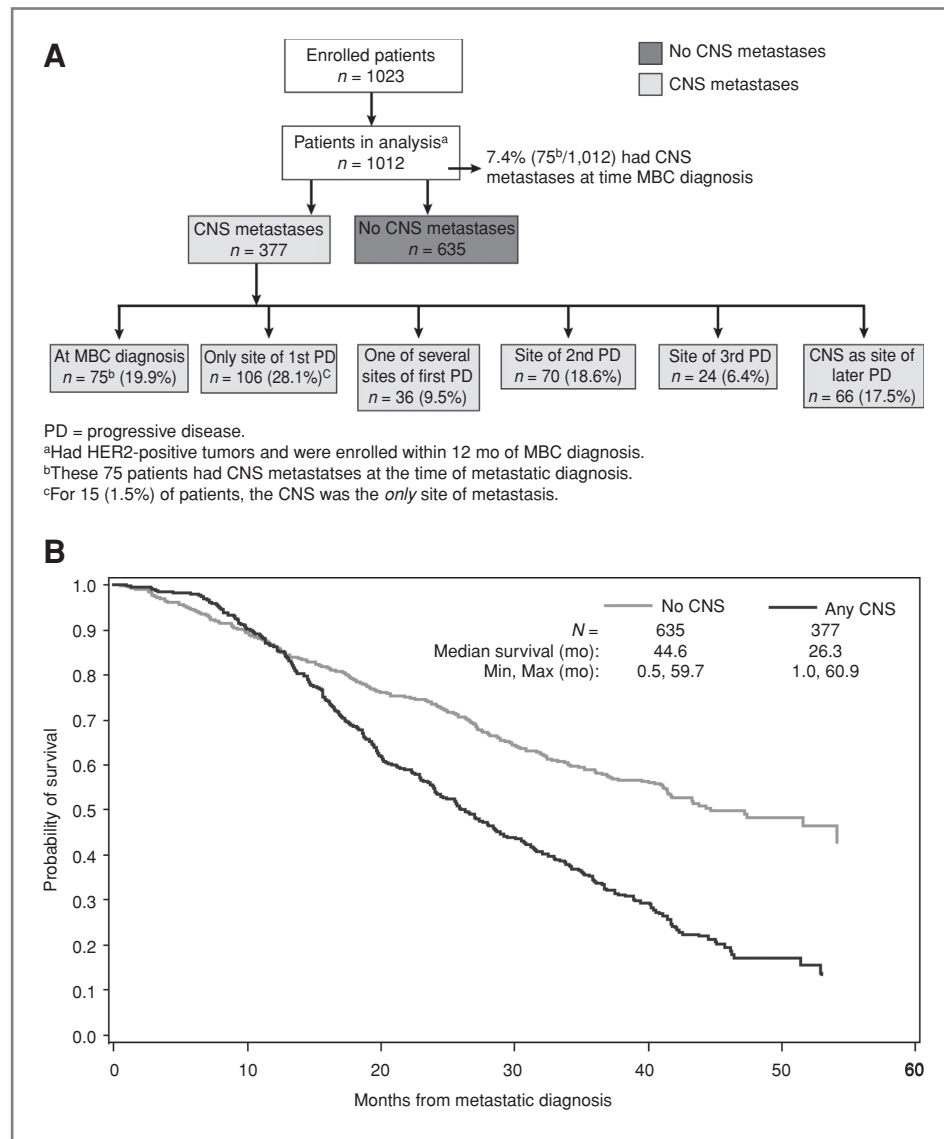 A
Enrolled patients
n = 1023
No CNS metastases
CNS metastases
Patients in analysisᵃ
n = 1012
7.4% (75ᵇ/1,012) had CNS
metastases at time MBC diagnosis
CNS metastases
n = 377
No CNS metastases
n = 635
At MBC diagnosis
n = 75ᵇ (19.9%)
Only site of 1st PD
n = 106 (28.1%)ᶜ
One of several
sites of first PD
n = 36 (9.5%)
Site of 2nd PD
n = 70 (18.6%)
Site of 3rd PD
n = 24 (6.4%)
CNS as site of
later PD
n = 66 (17.5%)
PD = progressive disease.
ᵃHad HER2-positive tumors and were enrolled within 12 mo of MBC diagnosis.
ᵇThese 75 patients had CNS metastatses at the time of metastatic diagnosis.
ᶜFor 15 (1.5%) of patients, the CNS was the only site of metastasis.
B
No CNS Any CNS
N = 635 377
Median survival (mo): 44.6 26.3
Min, Max (mo): 0.5, 59.7 1.0, 60.9
Probability of survival
1.0
0.9
0.8
0.7
0.6
0.5
0.4
0.3
0.2
0.1
0.0
0 10 20 30 40 50 60
Months from metastatic diagnosis